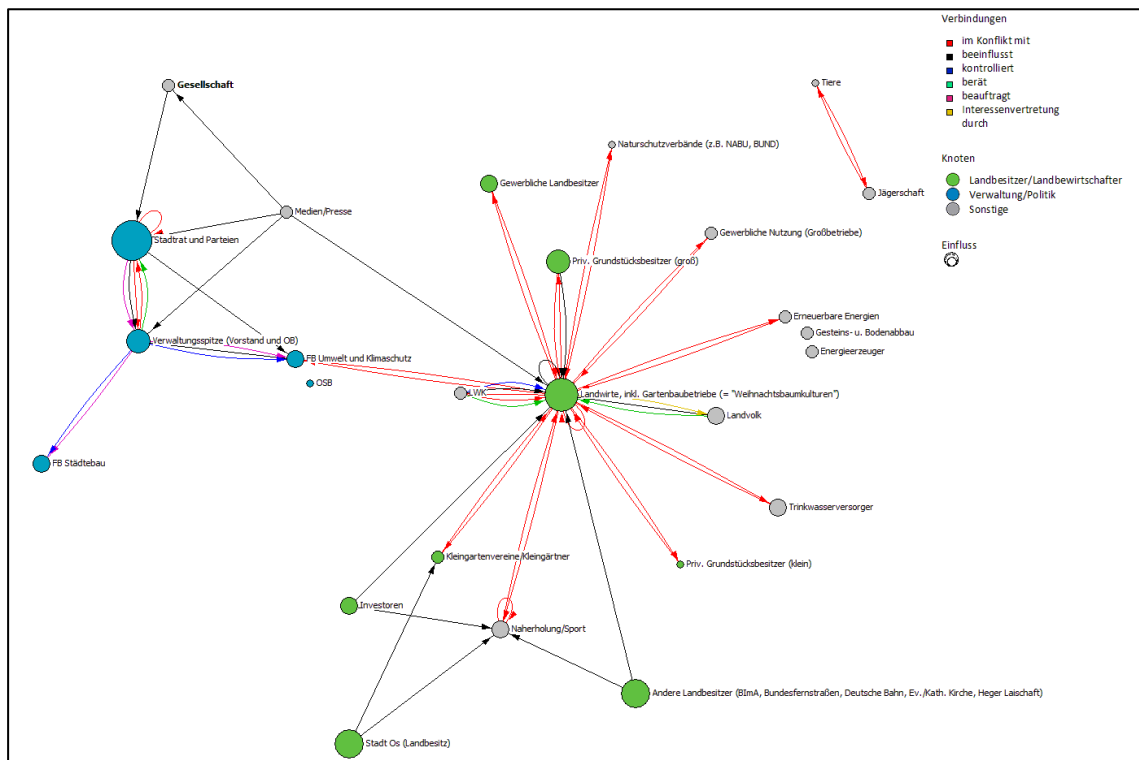 Verbindungen
im Konflikt mit
beeinflusst
kontrolliert
berät
beauftragt
Interessenvertretung
durch
Knoten
Landbesitzer/Landbewirtschafter
Verwaltung/Politik
Sonstige
Einfluss
Gesellschaft
Tiere
Naturschutzverbände (z.B. NABU, BUND)
Gewerbliche Landbesitzer
Jägerschaft
Medien/Presse
Stadtrat und Parteien
Gewerbliche Nutzung (Großbetriebe)
Priv. Grundstücksbesitzer (groß)
Erneuerbare Energien
Gesteins- u. Bodenabbau
Verwaltungsspitze (Vorstand und OB)
Energieerzeuger
FB Umwelt und Klimaschutz
OSB
LWK
Landwirte, inkl. Gartenbaubetriebe (= "Weihnachtsbaumkulturen")
Landvolk
FB Städtebau
Trinkwasserversorger
Kleingartenvereine/Kleingärtner
Priv. Grundstücksbesitzer (klein)
Investoren
Naherholung/Sport
Andere Landbesitzer (BImA, Bundesfernstraßen, Deutsche Bahn, Ev./Kath. Kirche, Heger Laischaft)
Stadt Os (Landbesitz)